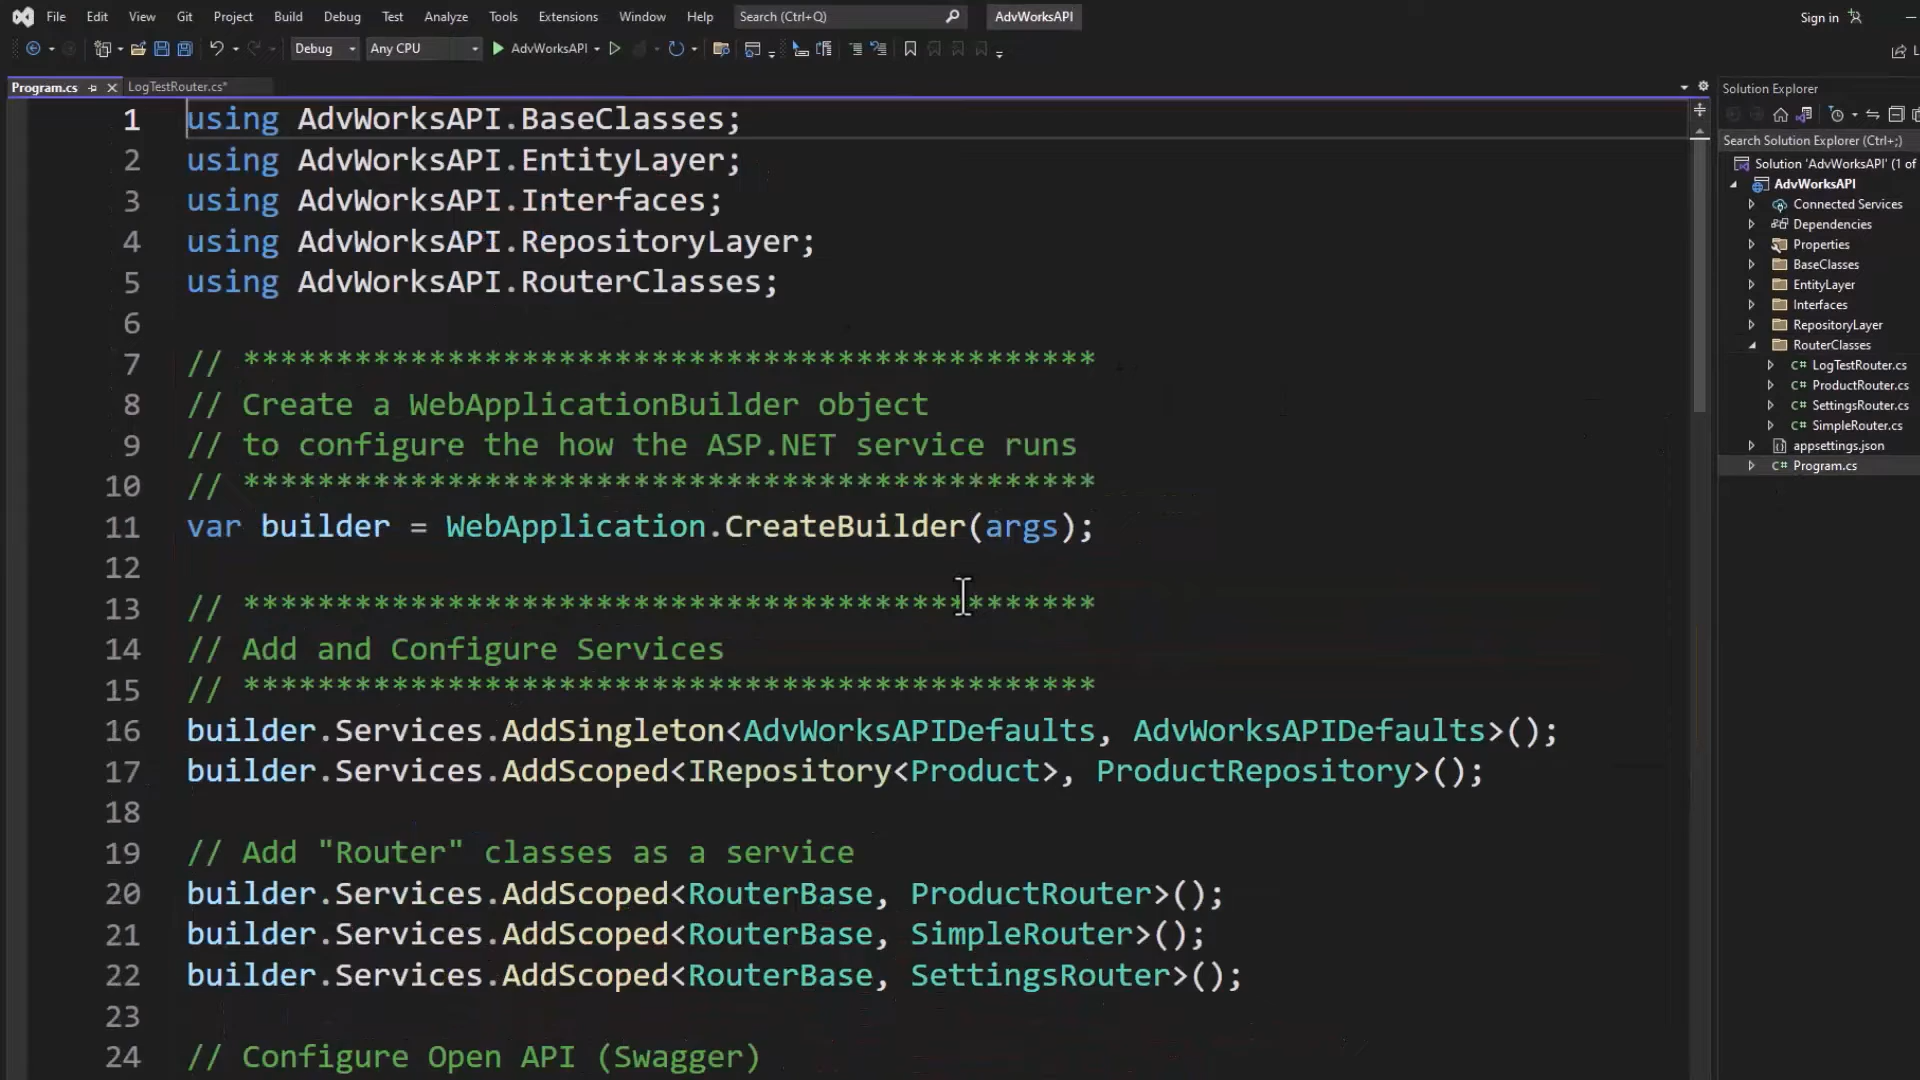 File Edit View Git Project Build Debug Test Analyze Tools Extensions Window Help Search (Ctrl+Q) AdvWorksAPI Sign in
Debug Any CPU AdvWorksAPI
Program.cs LogTestRouter.cs*
1 using AdvWorksAPI.BaseClasses;
2 using AdvWorksAPI.EntityLayer;
3 using AdvWorksAPI.Interfaces;
4 using AdvWorksAPI.RepositoryLayer;
5 using AdvWorksAPI.RouterClasses;
6
7 // **********************************************
8 // Create a WebApplicationBuilder object
9 // to configure the how the ASP.NET service runs
10 // **********************************************
11 var builder = WebApplication.CreateBuilder(args);
12
13 // **********************************************
14 // Add and Configure Services
15 // **********************************************
16 builder.Services.AddSingleton<AdvWorksAPIDefaults, AdvWorksAPIDefaults>();
17 builder.Services.AddScoped<IRepository<Product>, ProductRepository>();
18
19 // Add "Router" classes as a service
20 builder.Services.AddScoped<RouterBase, ProductRouter>();
21 builder.Services.AddScoped<RouterBase, SimpleRouter>();
22 builder.Services.AddScoped<RouterBase, SettingsRouter>();
23
24 // Configure Open API (Swagger)
Solution Explorer
Search Solution Explorer (Ctrl+;)
Solution 'AdvWorksAPI' (1 of
AdvWorksAPI
Connected Services
Dependencies
Properties
BaseClasses
EntityLayer
Interfaces
RepositoryLayer
RouterClasses
C# LogTestRouter.cs
C# ProductRouter.cs
C# SettingsRouter.cs
C# SimpleRouter.cs
appsettings.json
C# Program.cs